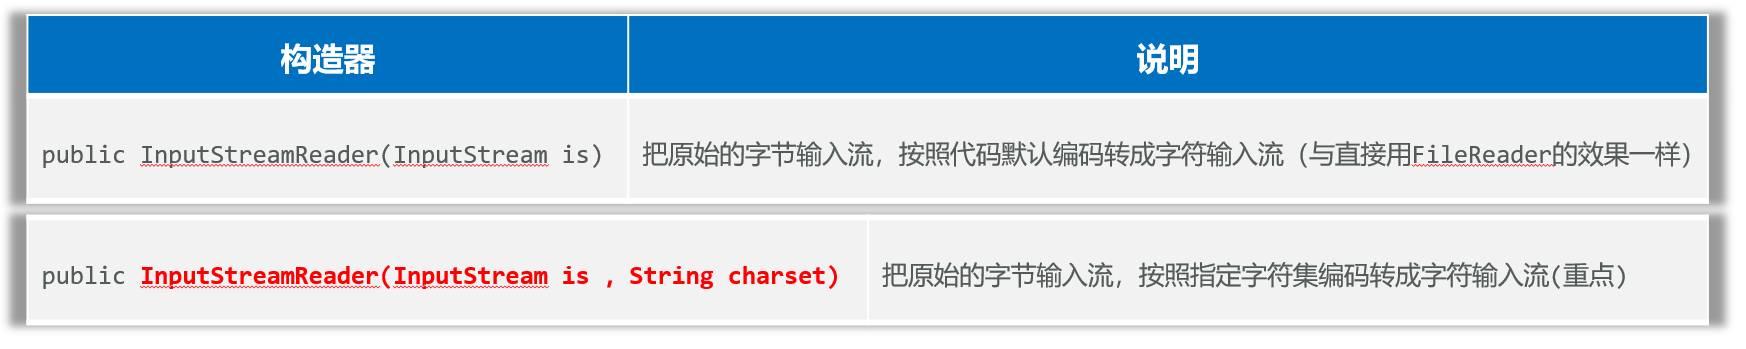 构造器 说明
public InputStreamReader(InputStream is) 把原始的字节输入流，按照代码默认编码转成字符输入流（与直接用FileReader的效果一样）
public InputStreamReader(InputStream is , String charset) 把原始的字节输入流，按照指定字符集编码转成字符输入流(重点)